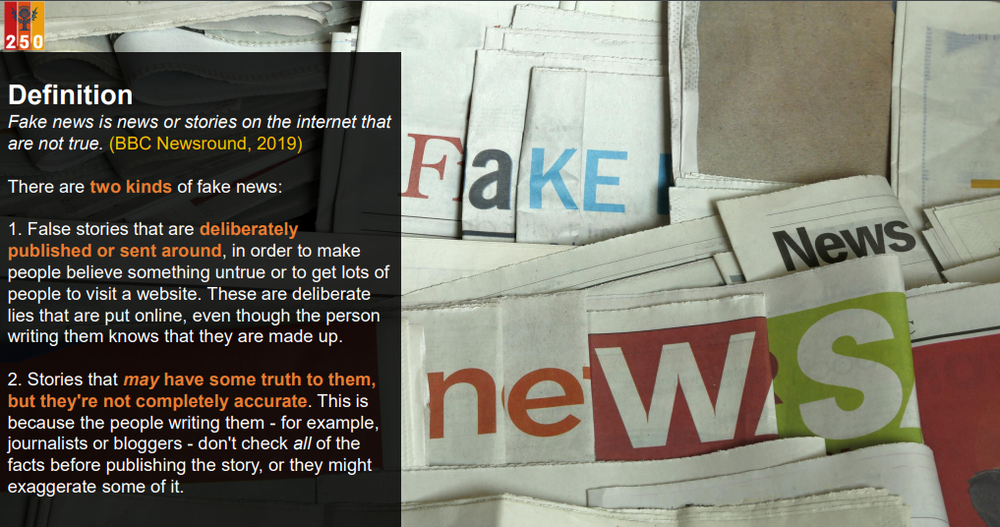 250
Definition
Fake news is news or stories on the internet that
are not true. (BBC Newsround, 2019)
There are two kinds of fake news:
1. False stories that are deliberately
published or sent around, in order to make
people believe something untrue or to get lots of
people to visit a website. These are deliberate
lies that are put online, even though the person
writing them knows that they are made up.
2. Stories that may have some truth to them,
but they're not completely accurate. This is
because the people writing them - for example,
journalists or bloggers - don't check all of the
facts before publishing the story, or they might
exaggerate some of it.
FaKE
News
neWS